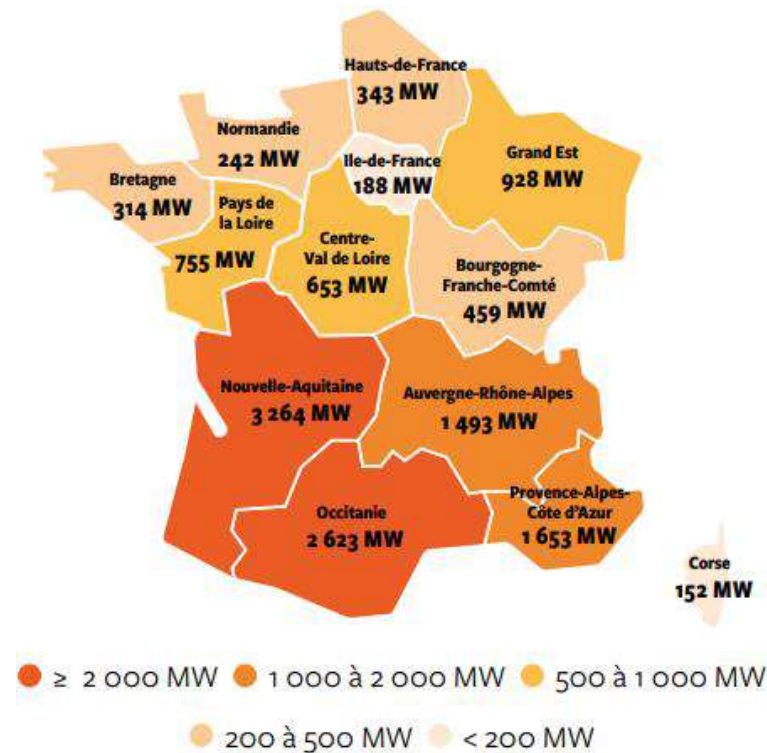 Hauts-de-France
343 MW
Normandie
242 MW
Ile-de-France
188 MW
Grand Est
928 MW
Bretagne
314 MW
Pays de
la Loire
755 MW
Centre-
Val de Loire
653 MW
Bourgogne-
Franche-Comté
459 MW
Nouvelle-Aquitaine
3 264 MW
Auvergne-Rhône-Alpes
1 493 MW
Occitanie
2 623 MW
Provence-Alpes-
Côte d'Azur
1 653 MW
Corse
152 MW
≥ 2 000 MW 1 000 à 2 000 MW 500 à 1 000 MW
200 à 500 MW < 200 MW